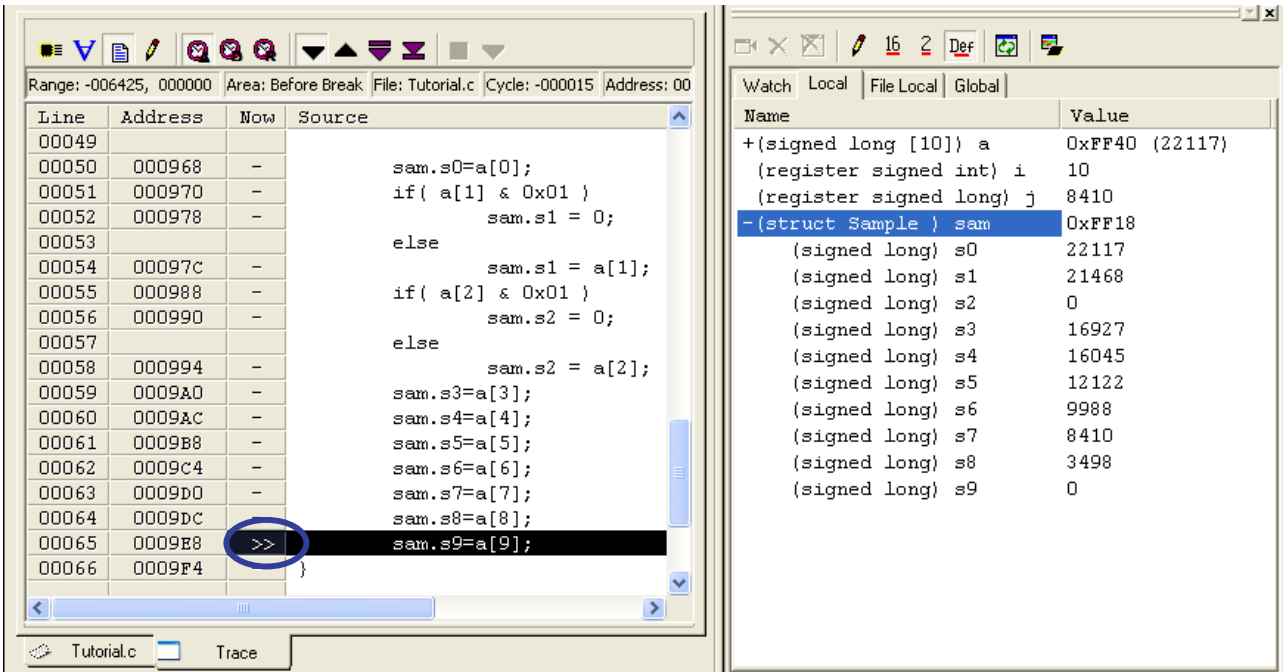 Range: -006425, 000000 Area: Before Break File: Tutorial.c Cycle: -000015 Address: 00
Line Address Now Source
00049
00050 000968 - sam.s0=a[0];
00051 000970 - if( a[1] & 0x01 )
00052 000978 - sam.s1 = 0;
00053 else
00054 00097C - sam.s1 = a[1];
00055 000988 - if( a[2] & 0x01 )
00056 000990 - sam.s2 = 0;
00057 else
00058 000994 - sam.s2 = a[2];
00059 0009A0 - sam.s3=a[3];
00060 0009AC - sam.s4=a[4];
00061 0009B8 - sam.s5=a[5];
00062 0009C4 - sam.s6=a[6];
00063 0009D0 - sam.s7=a[7];
00064 0009DC - sam.s8=a[8];
00065 0009E8 >> sam.s9=a[9];
00066 0009F4 - }
Tutorial.c Trace
16 2 Def
Watch Local File Local Global
Name Value
+(signed long [10]) a 0xFF40 (22117)
(register signed int) i 10
(register signed long) j 8410
-(struct Sample ) sam 0xFF18
(signed long) s0 22117
(signed long) s1 21468
(signed long) s2 0
(signed long) s3 16927
(signed long) s4 16045
(signed long) s5 12122
(signed long) s6 9988
(signed long) s7 8410
(signed long) s8 3498
(signed long) s9 0